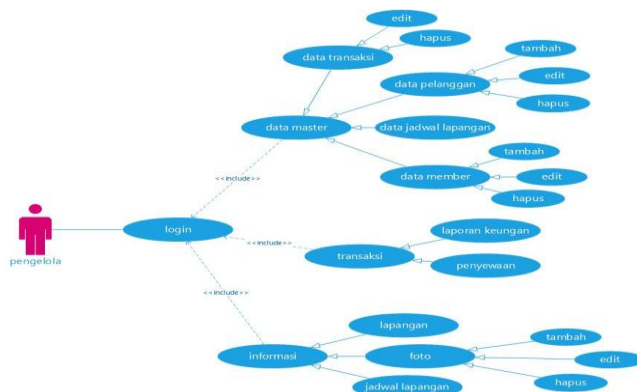 edit
hapus
data transaksi
tambah
data pelanggan
edit
hapus
data master
data jadwal lapangan
tambah
data member
edit
hapus
<<include>>
pengelola
login
<<include>>
laporan keungan
transaksi
penyewaan
<<include>>
lapangan
tambah
informasi
foto
edit
hapus
jadwal lapangan